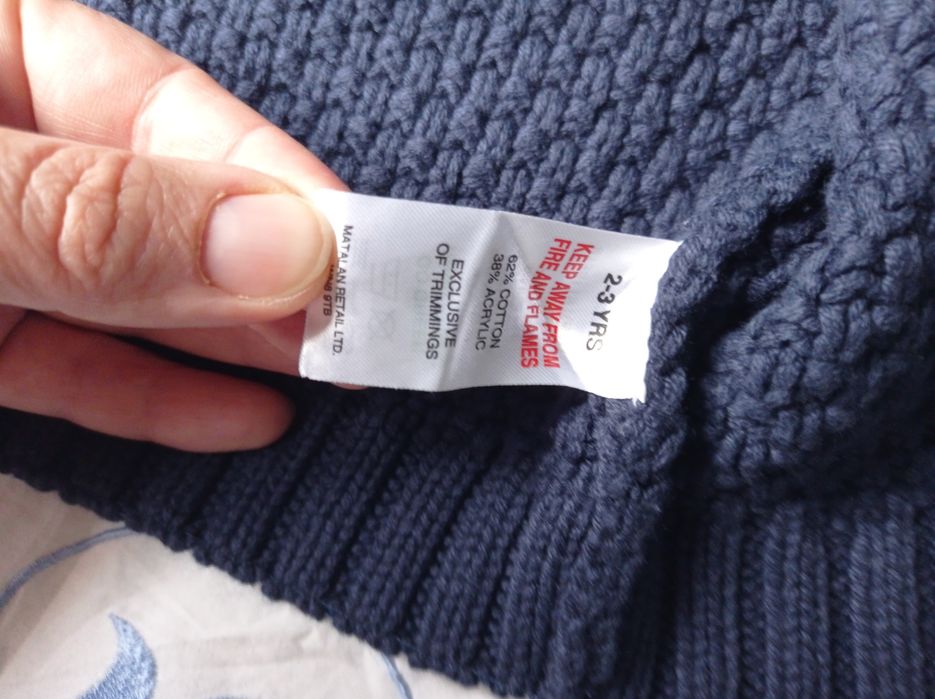 2-3 YRS
KEEP AWAY FROM
FIRE AND FLAMES
62% COTTON
38% ACRYLIC
EXCLUSIVE
OF TRIMMINGS
MATALAN RETAIL LTD.
9TB